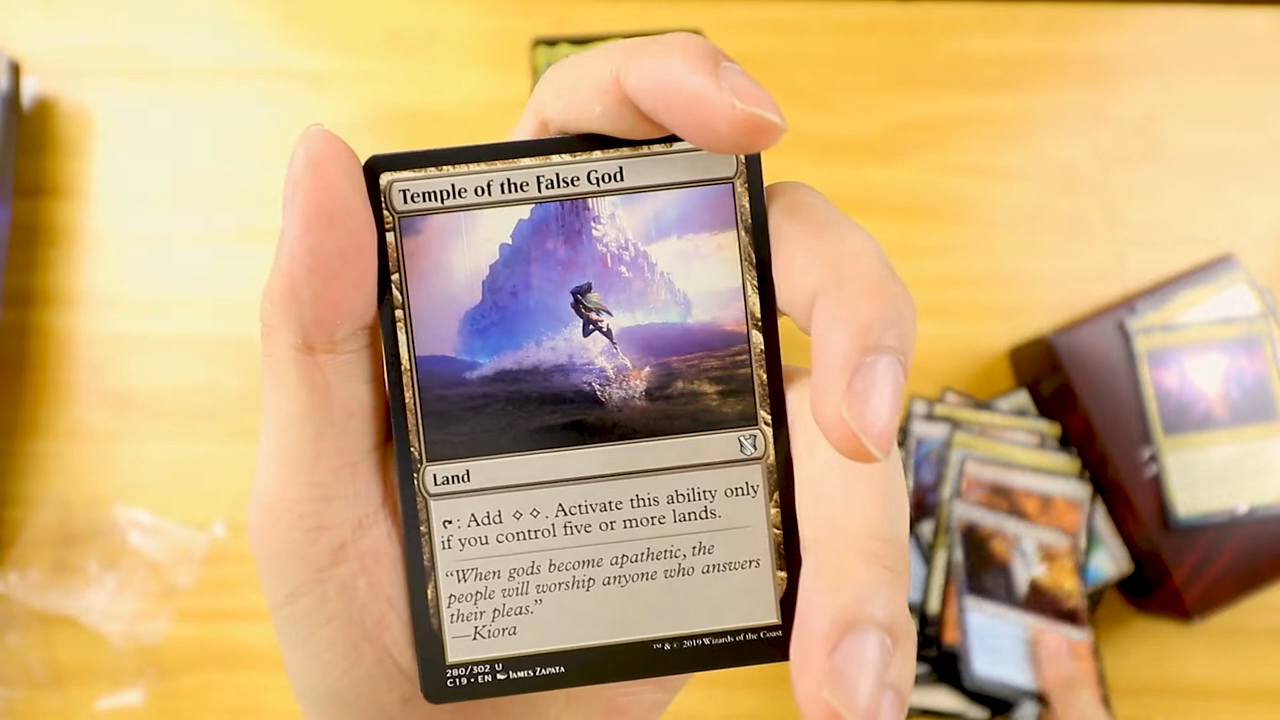 Temple of the False God
Land
: Add . Activate this ability only
if you control five or more lands.
“When gods become apathetic, the
people will worship anyone who answers
their pleas.”
—Kiora
280/302 U
C19 • EN JAMES ZAPATA
™ & © 2019 Wizards of the Coast